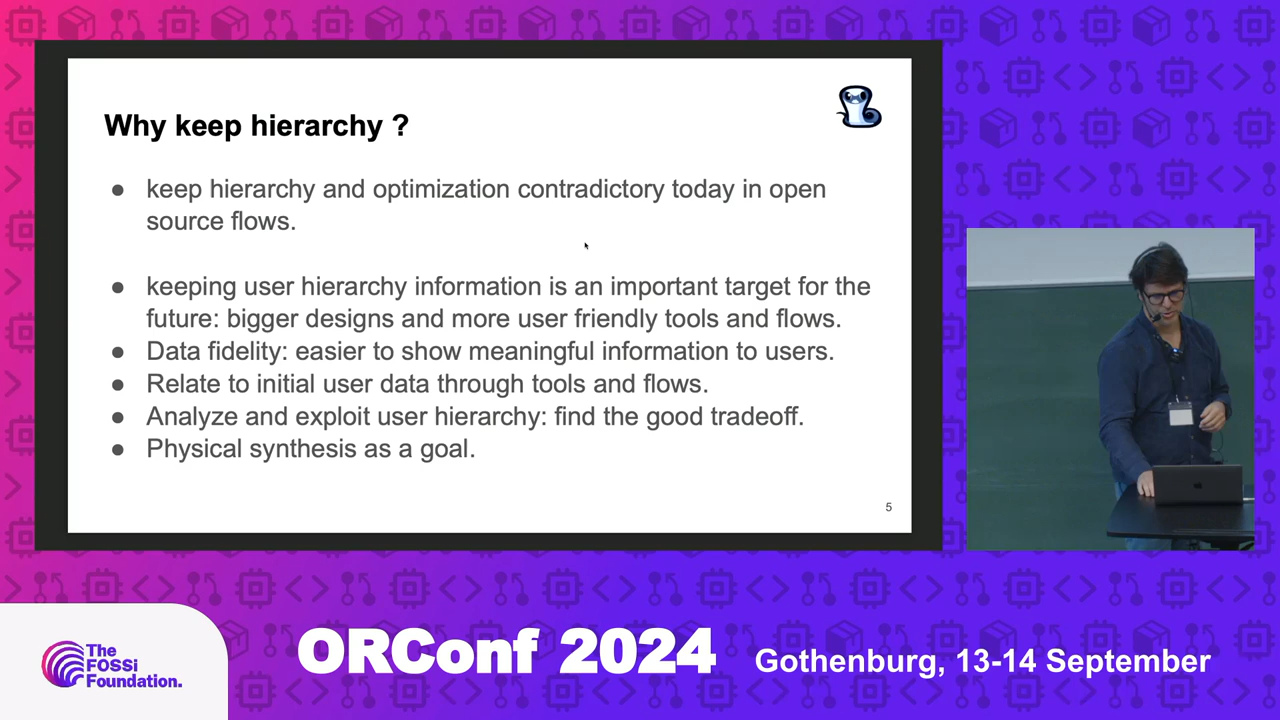 Why keep hierarchy ?
● keep hierarchy and optimization contradictory today in open
source flows.
● keeping user hierarchy information is an important target for the
future: bigger designs and more user friendly tools and flows.
● Data fidelity: easier to show meaningful information to users.
● Relate to initial user data through tools and flows.
● Analyze and exploit user hierarchy: find the good tradeoff.
● Physical synthesis as a goal.
5
The
FOSSi
Foundation.
ORConf 2024
Gothenburg, 13-14 September